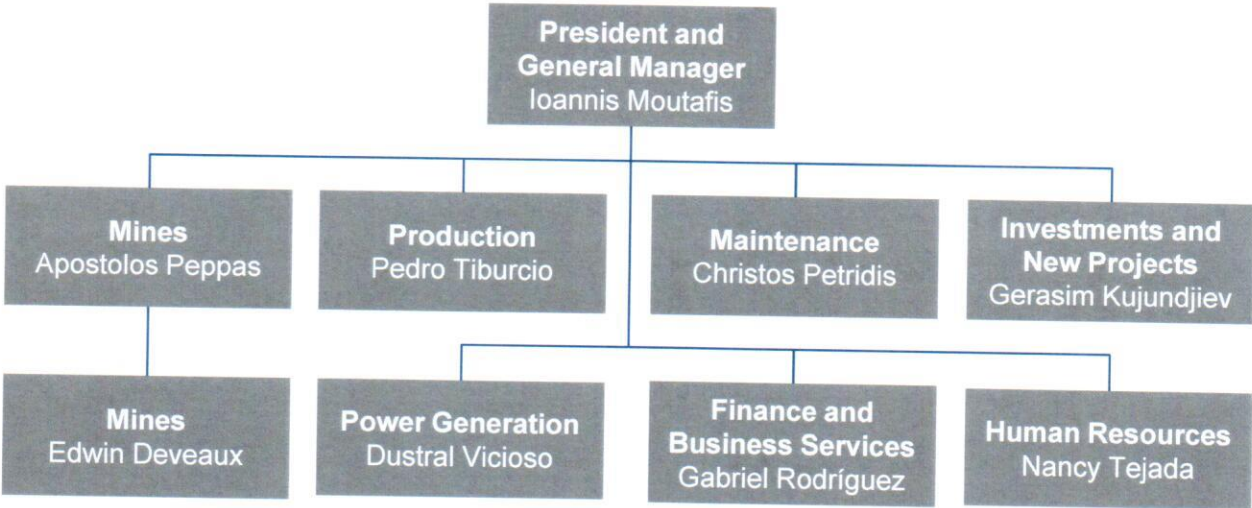 President and
General Manager
Ioannis Moutafis
Mines
Apostolos Peppas
Production
Pedro Tiburcio
Maintenance
Christos Petridis
Investments and
New Projects
Gerasim Kujundjiev
Mines
Edwin Deveaux
Power Generation
Dustral Vicioso
Finance and
Business Services
Gabriel Rodríguez
Human Resources
Nancy Tejada